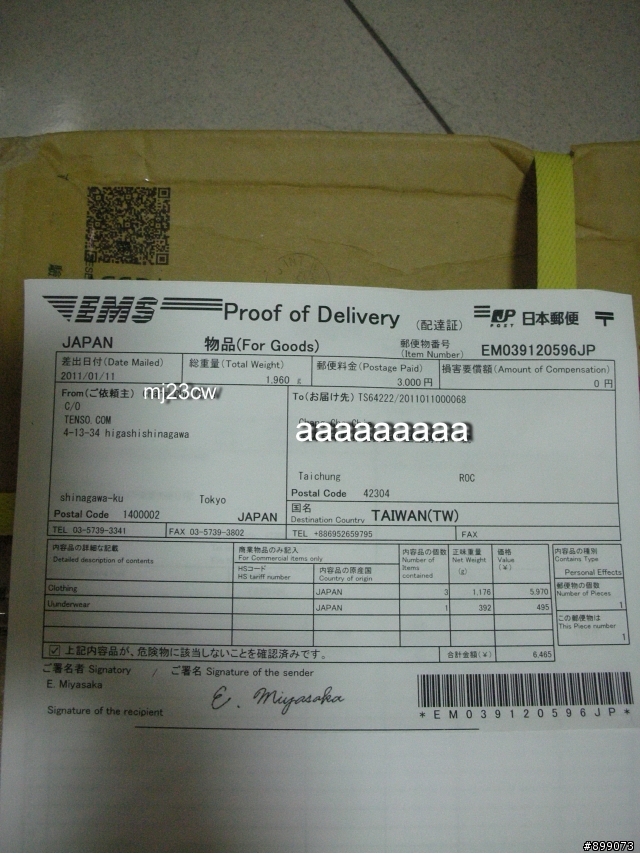 EMS Proof of Delivery (配達証) JP POST 日本郵便 〒
JAPAN 物品(For Goods) 郵便物番号 (Item Number) EM039120596JP
差出日付(Date Mailed) 2011/01/11
総重量(Total Weight) 1,960 g
郵便料金(Postage Paid) 3,000 円
損害要償額(Amount of Compensation) 0 円
From(ご依頼主) mj23cw
C/O
TENSO.COM
4-13-34 higashishinagawa
shinagawa-ku Tokyo
Postal Code 1400002 JAPAN
TEL 03-5739-3341 FAX 03-5739-3802
To(お届け先) TS64222/2011011000068
aaaaaaaaa
Taichung ROC
Postal Code 42304
国名
Destination Country TAIWAN(TW)
TEL +886952659795 FAX
内容品の詳細な記載
Detailed description of contents
商業物品のみ記入
For Commercial items only
HSコード
HS tariff number
内容品の原産国
Country of origin
内容品の個数
Number of Items contained
正味重量
Net Weight (g)
価格
Value (¥)
内容品の種別
Contains Type
Personal Effects
郵便物の個数
Number of Pieces
1
この郵便物は
This Piece number
1
Clothing JAPAN 3 1,176 5,970
Uunderwear JAPAN 1 392 495
☑ 上記内容品が、危険物に該当しないことを確認済みです。 合計金額(¥) 6,465
ご署名者 Signatory / ご署名 Signature of the sender
E. Miyasaka E. Miyasaka
Signature of the recipient
*EM039120596JP*
#899073